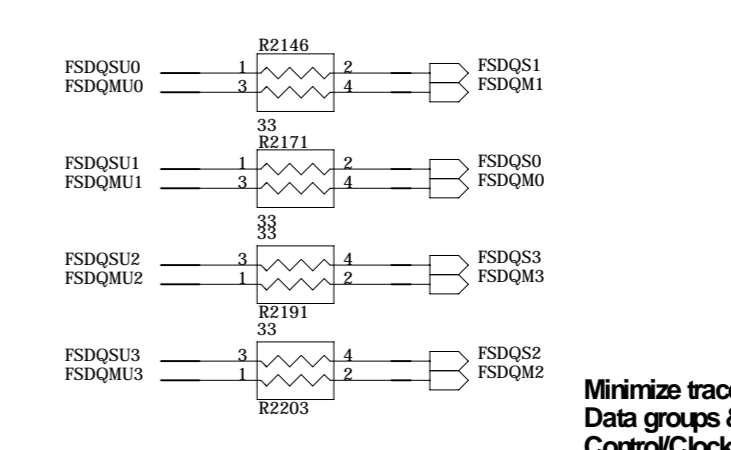 R2146
FSDQSU0 1 2 FSDQS1
FSDQMU0 3 4 FSDQM1
33
R2171
FSDQSU1 1 2 FSDQS0
FSDQMU1 3 4 FSDQM0
33
33
FSDQSU2 3 4 FSDQS3
FSDQMU2 1 2 FSDQM3
R2191
33
FSDQSU3 3 4 FSDQS2
FSDQMU3 1 2 FSDQM2
R2203
Minimize trac
Data groups &
Control/Clock